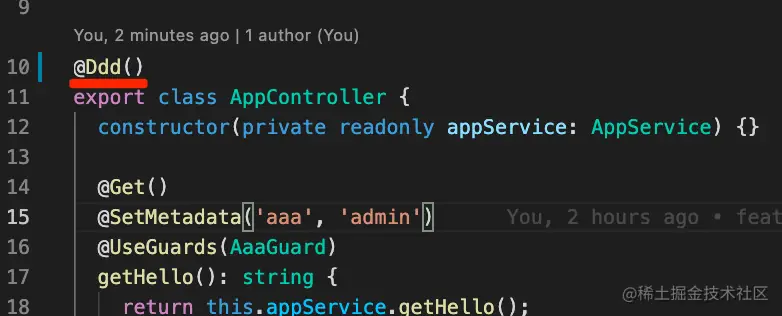 9
You, 2 minutes ago | 1 author (You)
10 @Ddd()
11 export class AppController {
12 constructor(private readonly appService: AppService) {}
13
14 @Get()
15 @SetMetadata('aaa', 'admin') You, 2 hours ago • feat
16 @UseGuards(AaaGuard)
17 getHello(): string {
18 return this.appService.getHello();
@稀土掘金技术社区